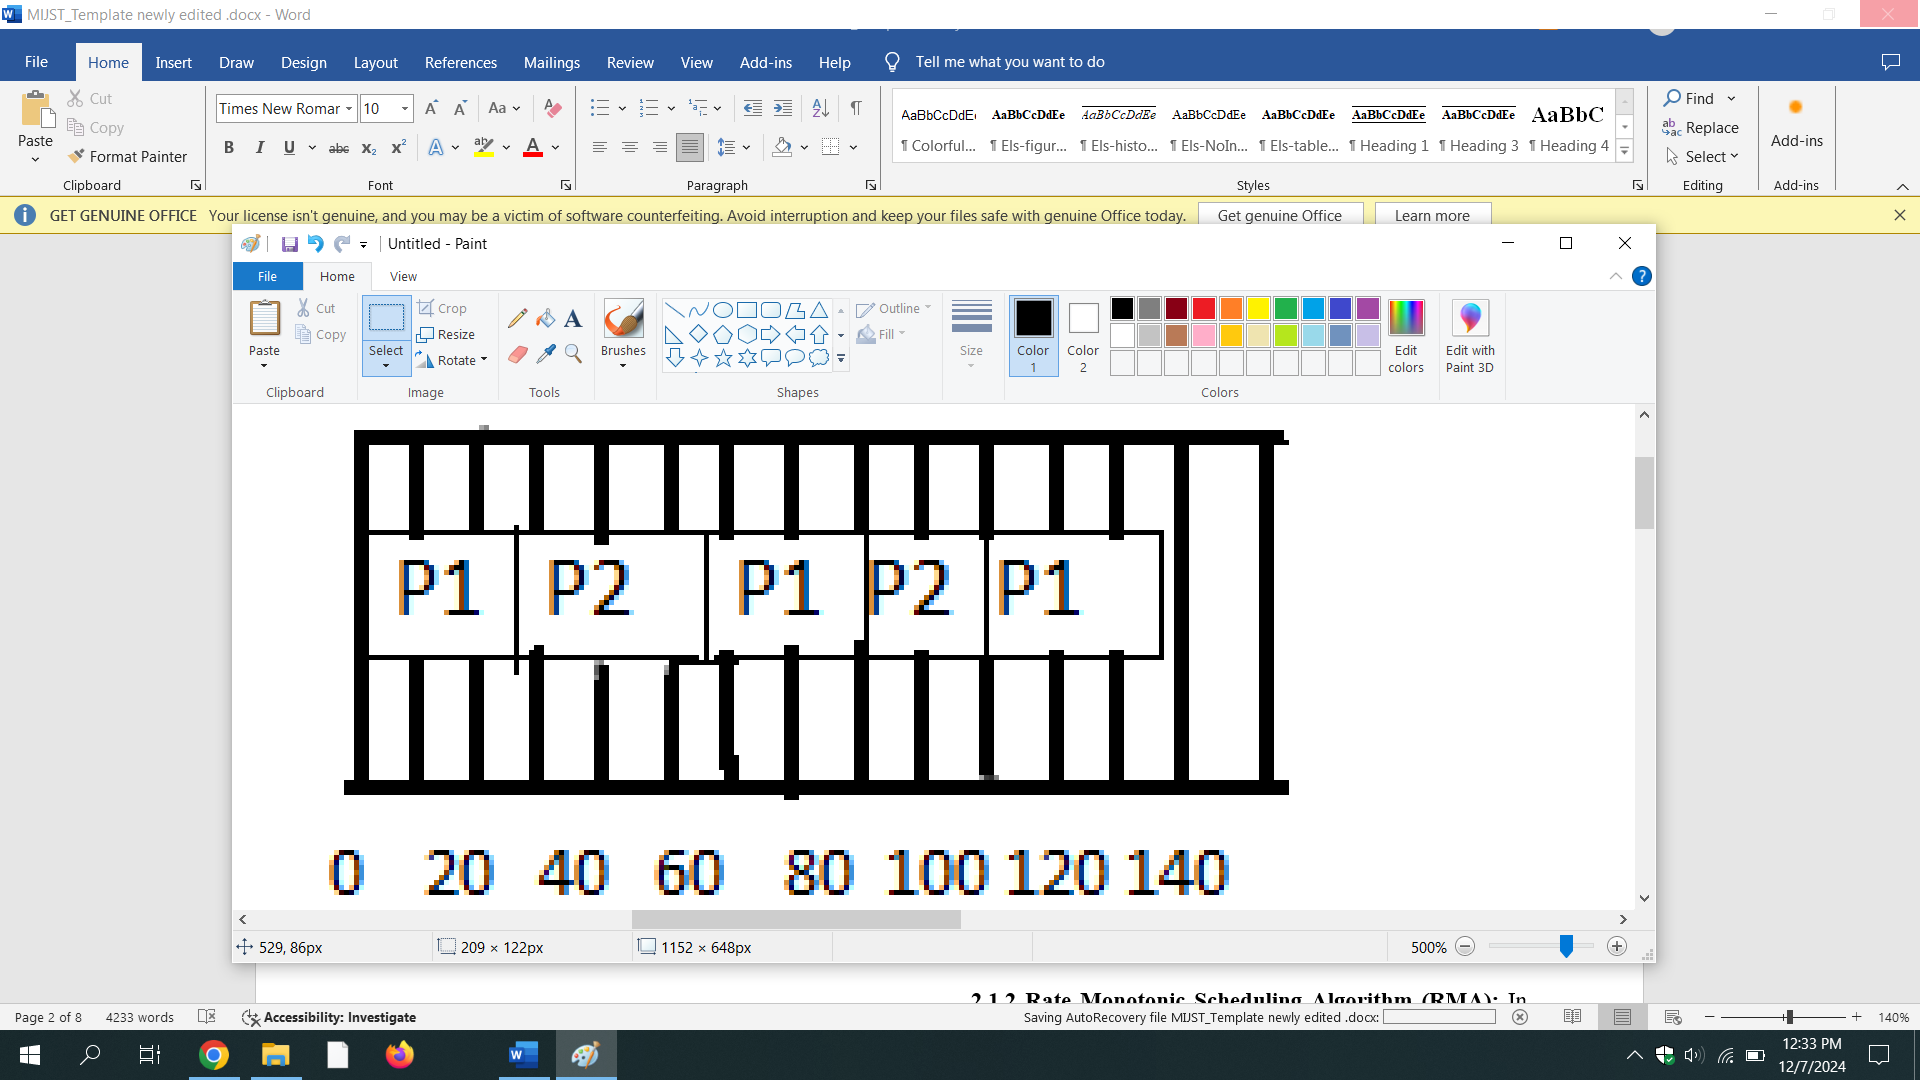 MIJST_Template newly edited .docx - Word
File Home Insert Draw Design Layout References Mailings Review View Add-ins Help Tell me what you want to do
Paste
Cut
Copy
Format Painter
Clipboard
Times New Romar 10
Aa
B I U abc x₂ x² A ab A
Font
Paragraph
AaBbCcDdE AaBbCcDdEe AaBbCcDdEe AaBbCcDdEe AaBbCcDdEe AaBbCcDdEe AaBbCcDdEe AaBbC
¶ Colorful... ¶ Els-figur... ¶ Els-histo... ¶ Els-NoIn... ¶ Els-table... ¶ Heading 1 ¶ Heading 3 ¶ Heading 4
Styles
Find
Replace
Select
Editing
Add-ins
Add-ins
GET GENUINE OFFICE Your license isn't genuine, and you may be a victim of software counterfeiting. Avoid interruption and keep your files safe with genuine Office today. Get genuine Office Learn more
Untitled - Paint
File Home View
Paste
Cut
Copy
Clipboard
Select
Crop
Resize
Rotate
Image
A
Tools
Brushes
Outline
Fill
Shapes
Size
Color 1
Color 2
Edit colors
Colors
Edit with Paint 3D
P1 P2 P1 P2 P1
0 20 40 60 80 100 120 140
529, 86px 209 × 122px 1152 × 648px 500%
2.1.2 Rate Monotonic Scheduling Algorithm (RMA): In
Page 2 of 8 4233 words Accessibility: Investigate Saving AutoRecovery file MIJST_Template newly edited .docx: 140%
12:33 PM
12/7/2024